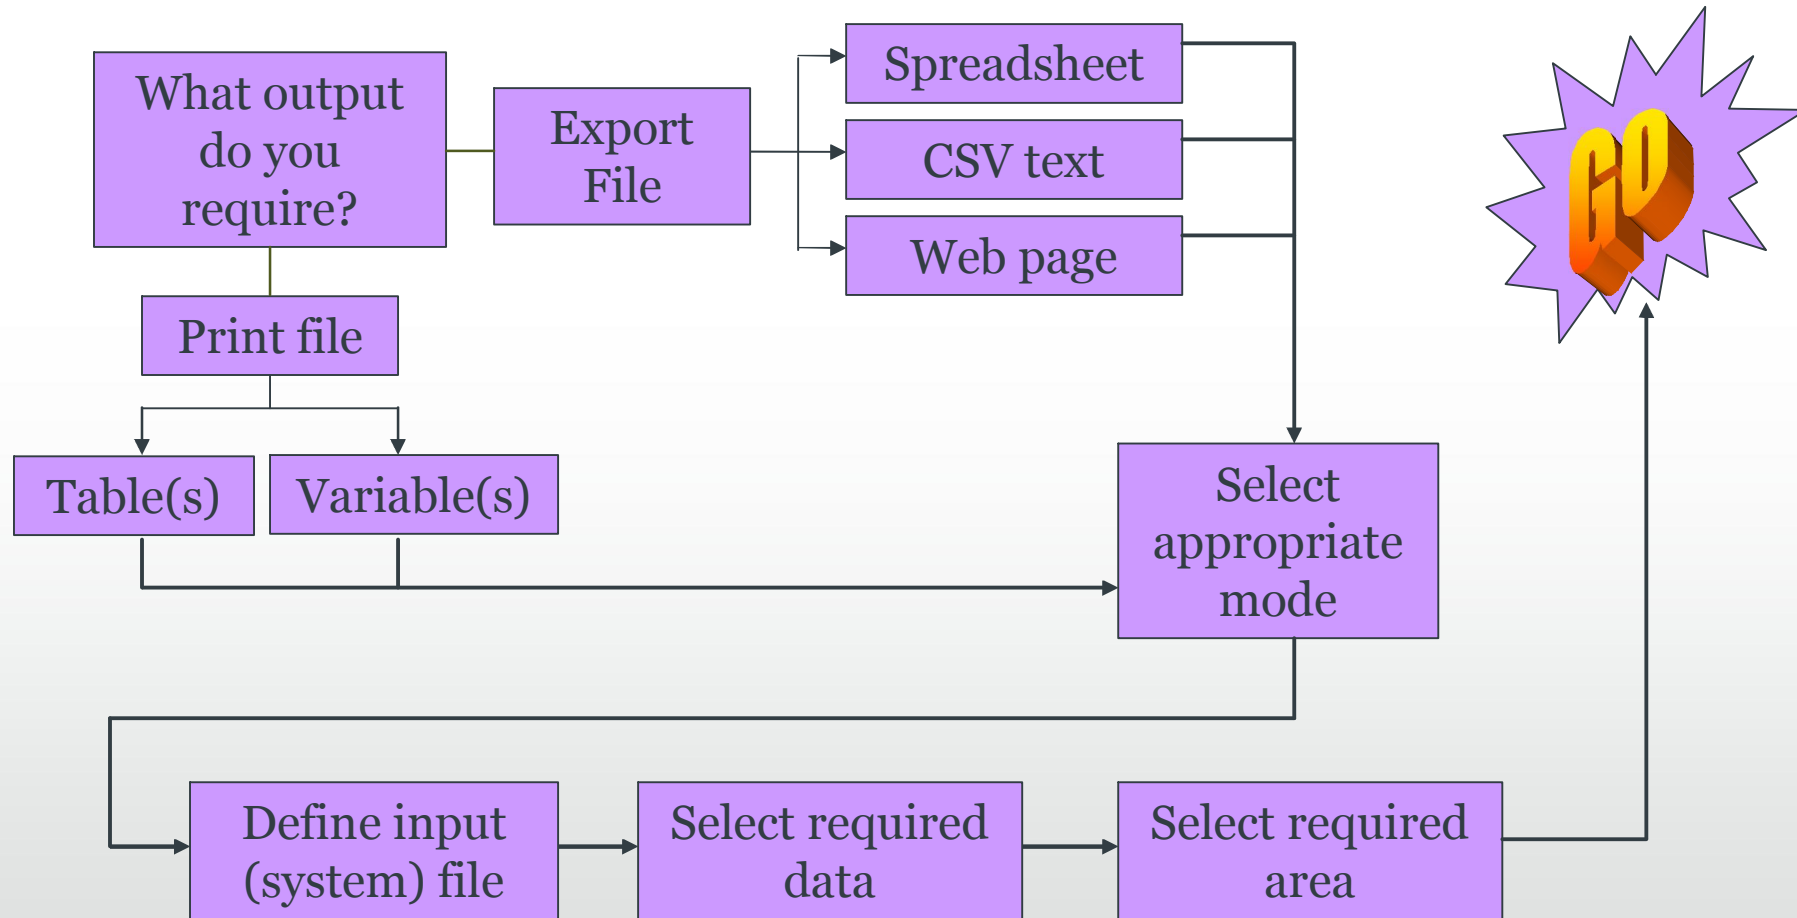 What output
do you
require?
Export
File
Spreadsheet
CSV text
Web page
GO
Print file
Table(s)
Variable(s)
Select
appropriate
mode
Define input
(system) file
Select required
data
Select required
area